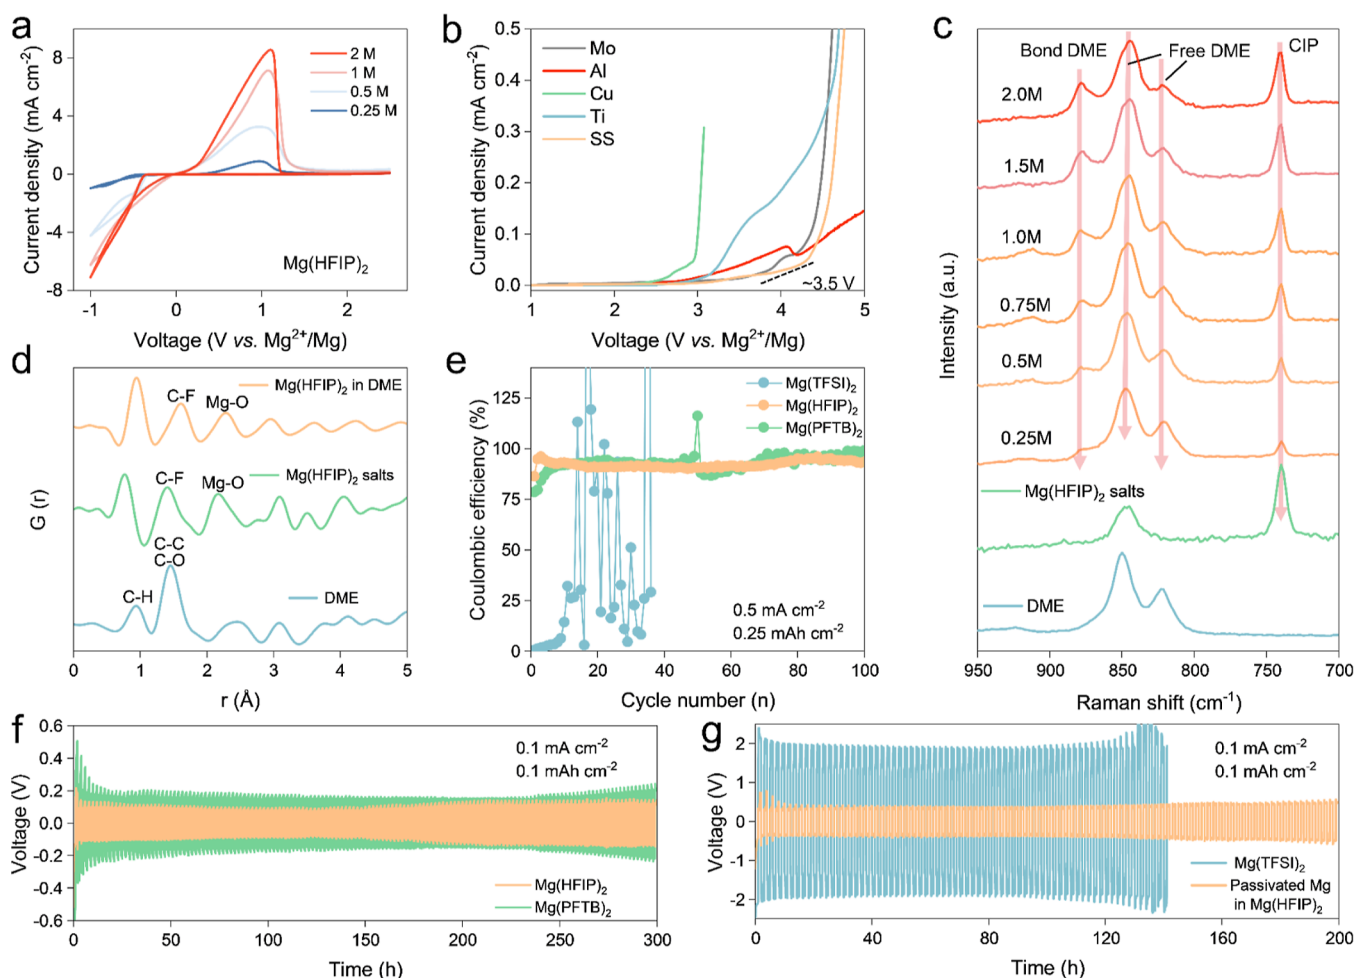 a
Current density (mA cm⁻²)
8
4
0
-4
-8
2 M
1 M
0.5 M
0.25 M
Mg(HFIP)₂
-1
0
1
2
Voltage (V vs. Mg²⁺/Mg)
b
Current density (mA cm⁻²)
0.5
0.4
0.3
0.2
0.1
0.0
Mo
Al
Cu
Ti
SS
~3.5 V
1
2
3
4
5
Voltage (V vs. Mg²⁺/Mg)
c
Intensity (a.u.)
Bond DME
Free DME
CIP
2.0M
1.5M
1.0M
0.75M
0.5M
0.25M
Mg(HFIP)₂ salts
DME
950
900
850
800
750
700
Raman shift (cm⁻¹)
d
G (r)
Mg(HFIP)₂ in DME
C-F
Mg-O
Mg(HFIP)₂ salts
C-F
Mg-O
C-C
C-O
C-H
DME
0
1
2
3
4
5
r (Å)
e
Coulombic efficiency (%)
125
100
75
50
25
0
Mg(TFSI)₂
Mg(HFIP)₂
Mg(PFTB)₂
0.5 mA cm⁻²
0.25 mAh cm⁻²
0
20
40
60
80
100
Cycle number (n)
f
Voltage (V)
0.6
0.4
0.2
0.0
-0.2
-0.4
-0.6
0.1 mA cm⁻²
0.1 mAh cm⁻²
Mg(HFIP)₂
Mg(PFTB)₂
0
50
100
150
200
250
300
Time (h)
g
Voltage (V)
2
1
0
-1
-2
0.1 mA cm⁻²
0.1 mAh cm⁻²
Mg(TFSI)₂
Passivated Mg
in Mg(HFIP)₂
0
40
80
120
160
200
Time (h)